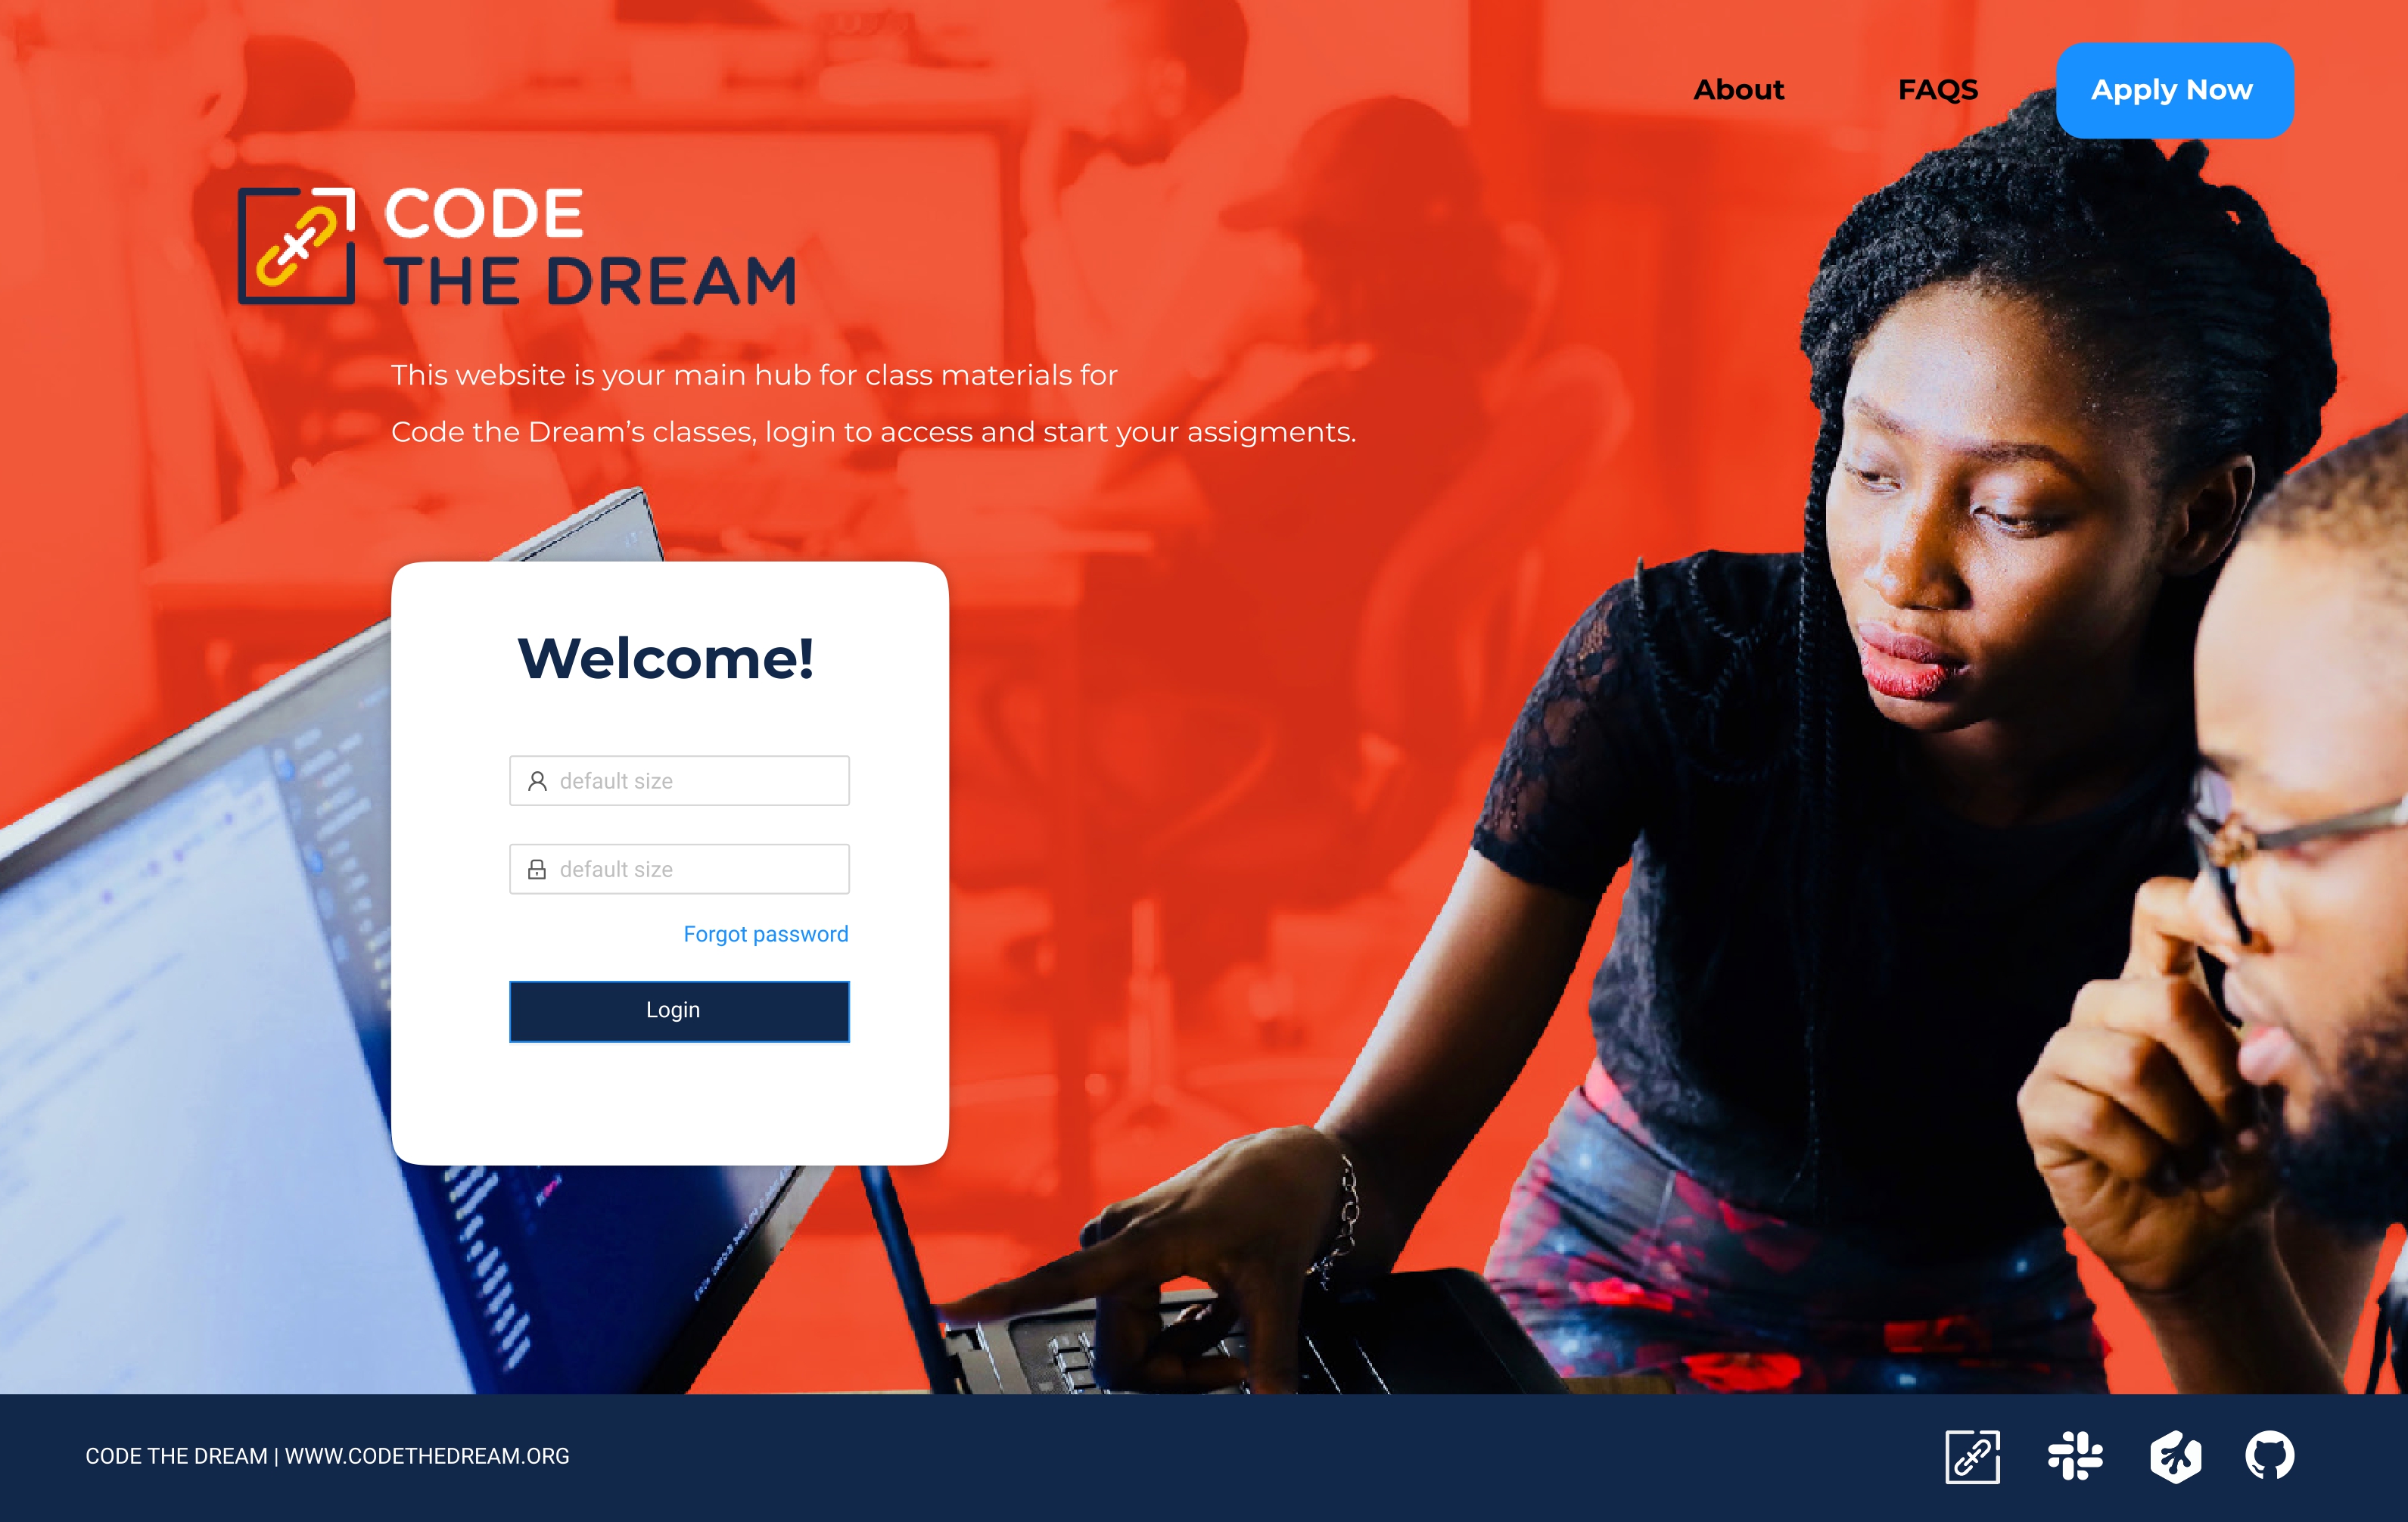 About
FAQS
Apply Now
CODE
THE DREAM
This website is your main hub for class materials for
Code the Dream’s classes, login to access and start your assigments.
Welcome!
default size
default size
Forgot password
Login
CODE THE DREAM | WWW.CODETHEDREAM.ORG